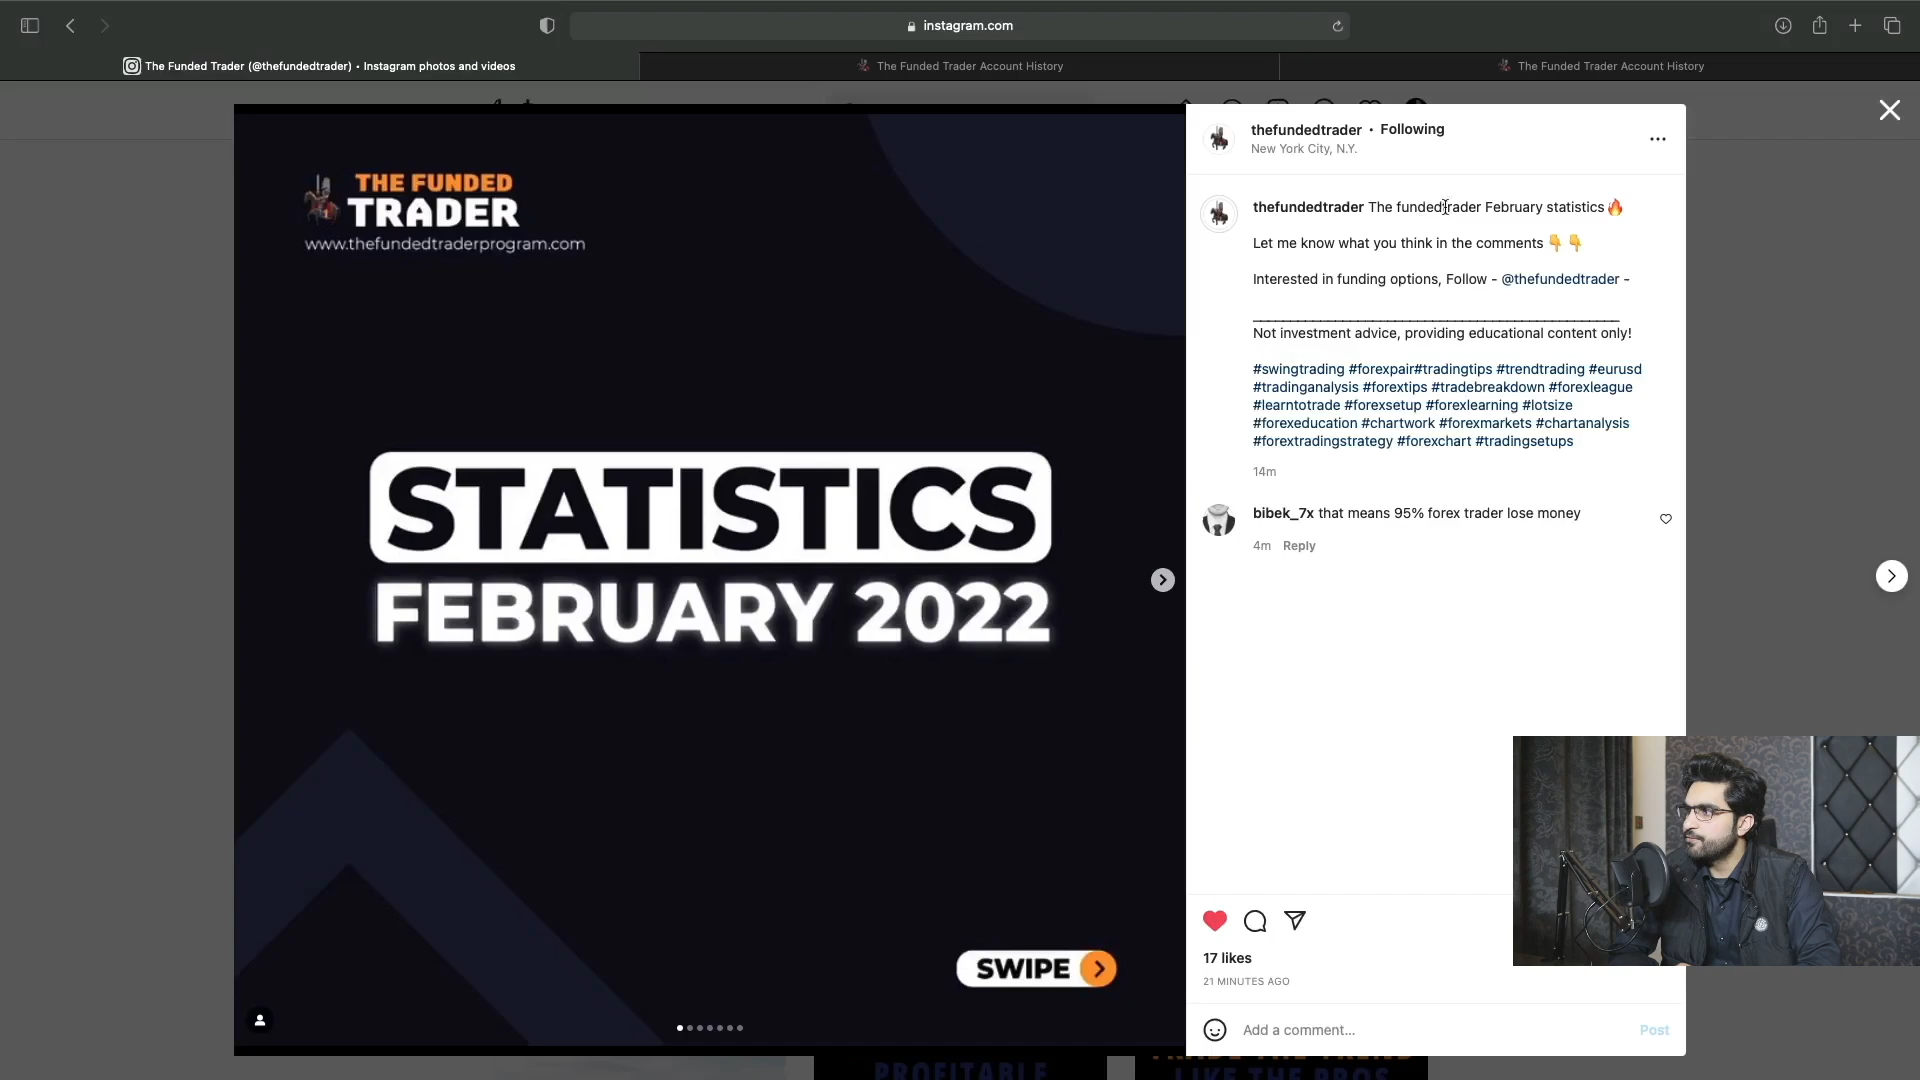 instagram.com
The Funded Trader (@thefundedtrader) • Instagram photos and videos
The Funded Trader Account History
The Funded Trader Account History
THE FUNDED
TRADER
www.thefundedtraderprogram.com
STATISTICS
FEBRUARY 2022
SWIPE
thefundedtrader • Following
New York City, N.Y.
thefundedtrader The fundedtrader February statistics🔥
Let me know what you think in the comments 👇 👇
Interested in funding options, Follow - @thefundedtrader -
Not investment advice, providing educational content only!
#swingtrading #forexpair#tradingtips #trendtrading #eurusd
#tradinganalysis #forextips #tradebreakdown #forexleague
#learntotrade #forexsetup #forexlearning #lotsize
#forexeducation #chartwork #forexmarkets #chartanalysis
#forextradingstrategy #forexchart #tradingsetups
14m
bibek_7x that means 95% forex trader lose money
4m Reply
17 likes
21 MINUTES AGO
Add a comment...
Post
PROFITABLE
LIKE THE PROS